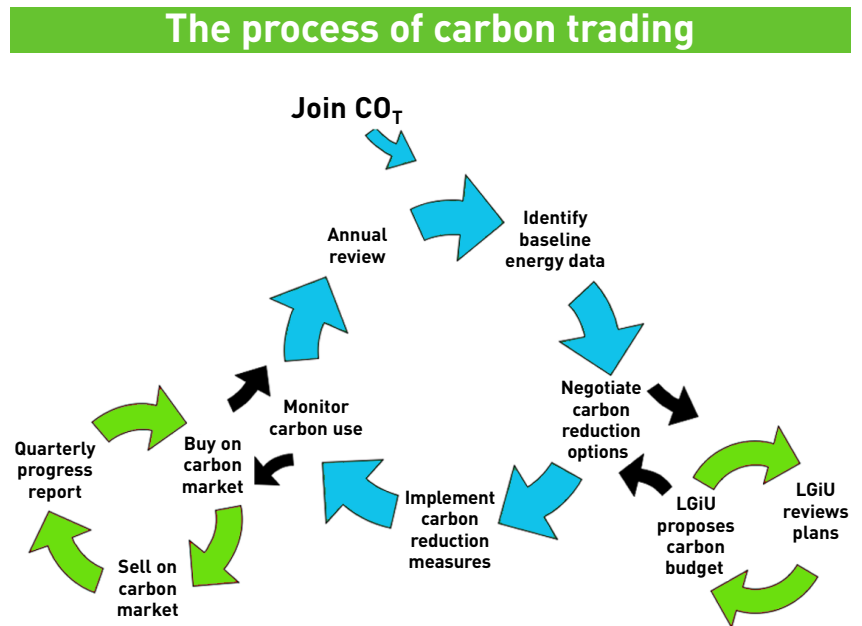 The process of carbon trading
Join CO_T
Annual
review
Identify
baseline
energy data
Negotiate
carbon
reduction
options
LGiU
proposes
carbon
budget
LGiU
reviews
plans
Implement
carbon
reduction
measures
Monitor
carbon use
Buy on
carbon
market
Sell on
carbon
market
Quarterly
progress
report